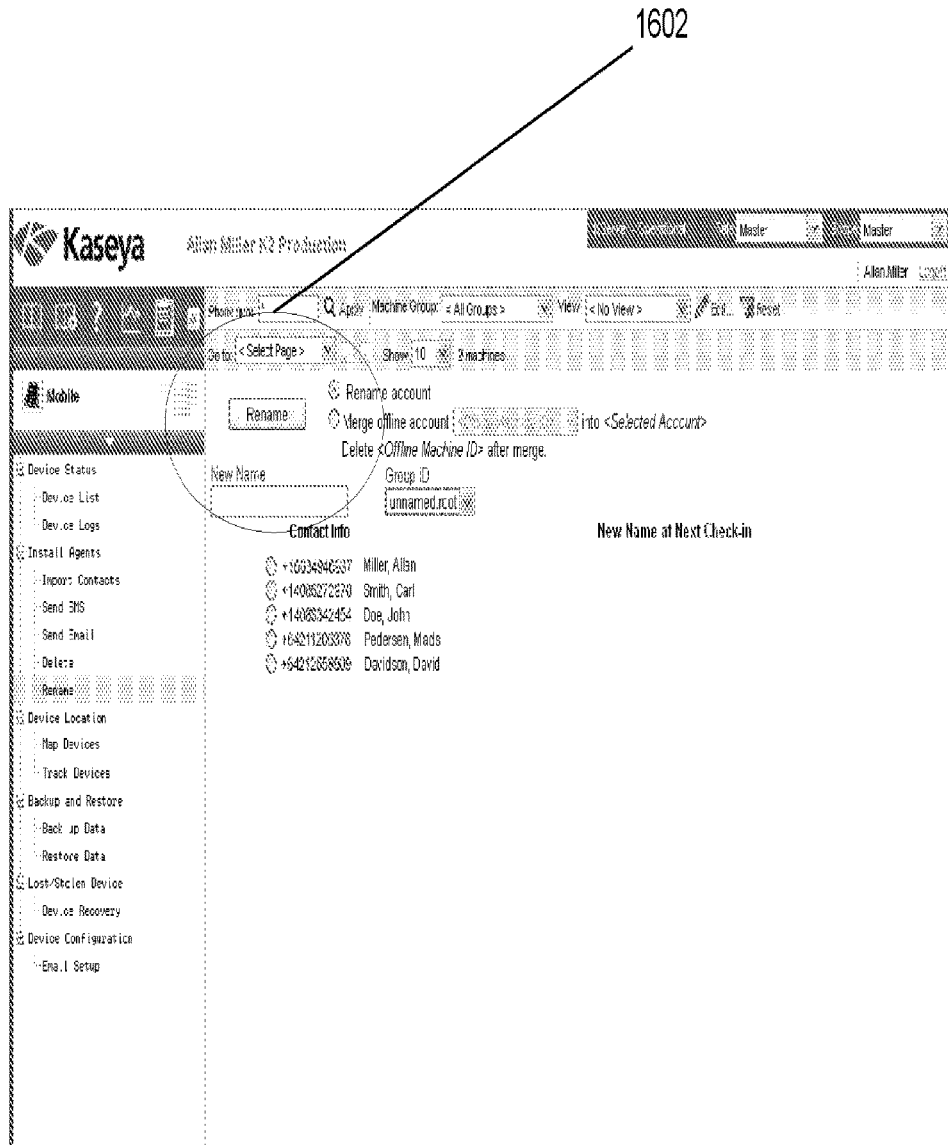 1602
Kaseya Allan Miller K2 Production Master Master
Allan.Miller Logoff
Apply Machine Group: < All Groups > View < No View > Edit... Reset
Go to: < Select Page > Show 10 machines
Mobile
Rename
Rename account
Merge offline account into <Selected Account>
Delete <Offline Machine ID> after merge.
New Name Group ID
unnamed.root
Contact Info New Name at Next Check-in
Miller, Allan
Smith, Carl
Doe, John
Pedersen, Mads
Davidson, David
Device Status
Device List
Device Logs
Install Agents
Import Contacts
Send SMS
Send Email
Delete
Rename
Device Location
Map Devices
Track Devices
Backup and Restore
Back up Data
Restore Data
Lost/Stolen Device
Device Recovery
Device Configuration
Email Setup